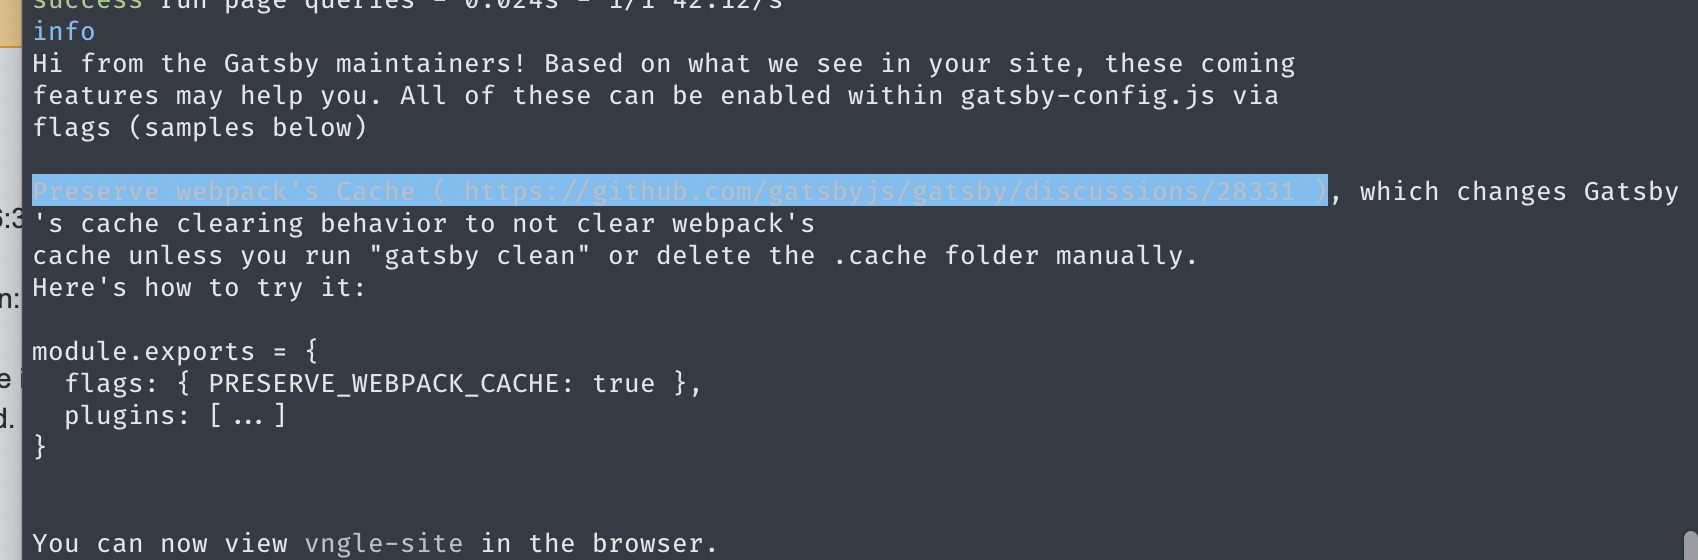 success run page queries - 0.024s - 1/1 42.12/s
info
Hi from the Gatsby maintainers! Based on what we see in your site, these coming
features may help you. All of these can be enabled within gatsby-config.js via
flags (samples below)
Preserve webpack's Cache ( https://github.com/gatsbyjs/gatsby/discussions/28331 ), which changes Gatsby
's cache clearing behavior to not clear webpack's
cache unless you run "gatsby clean" or delete the .cache folder manually.
Here's how to try it:
module.exports = {
  flags: { PRESERVE_WEBPACK_CACHE: true },
  plugins: [...]
}
You can now view vngle-site in the browser.